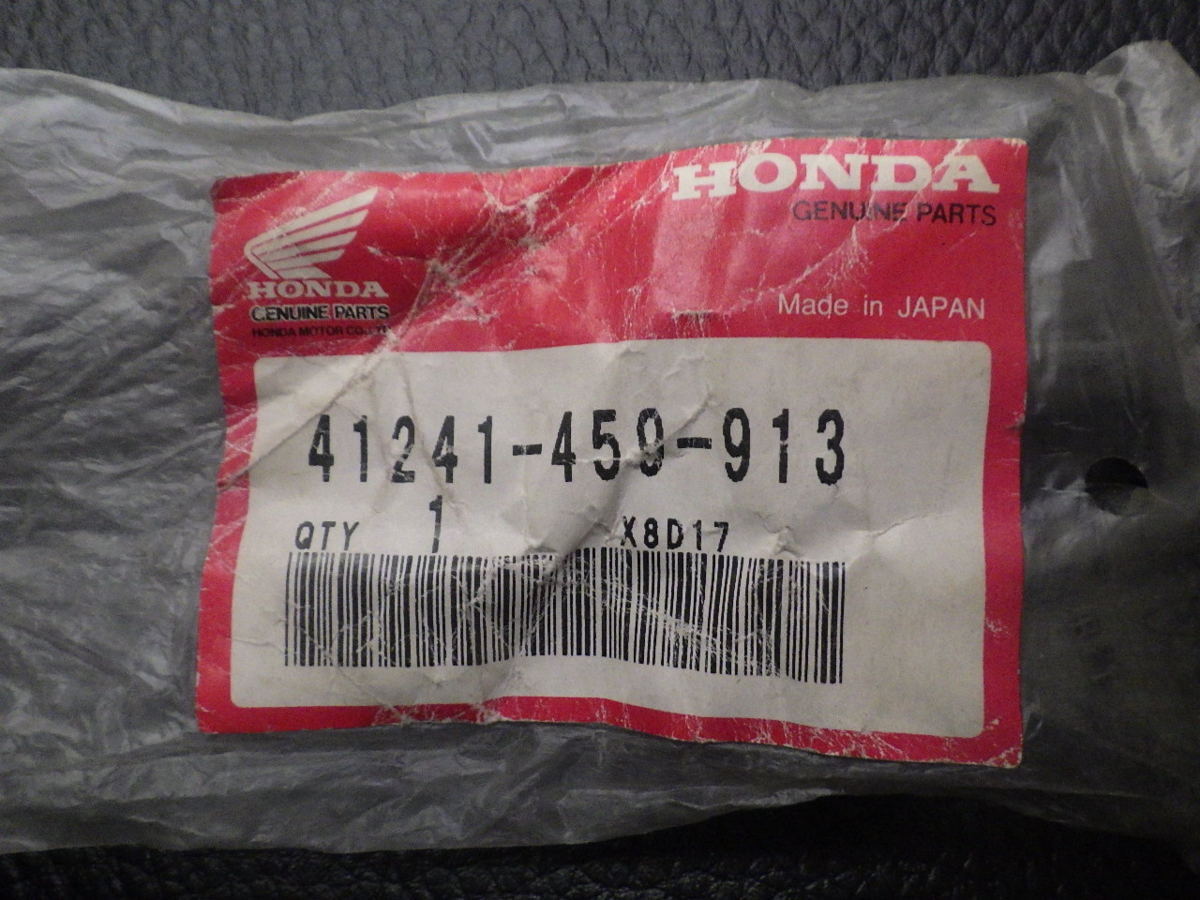 HONDA
GENUINE PARTS
Made in JAPAN
HONDA
GENUINE PARTS
HONDA MOTOR CO., LTD.
41241-459-913
QTY 1 X8D17